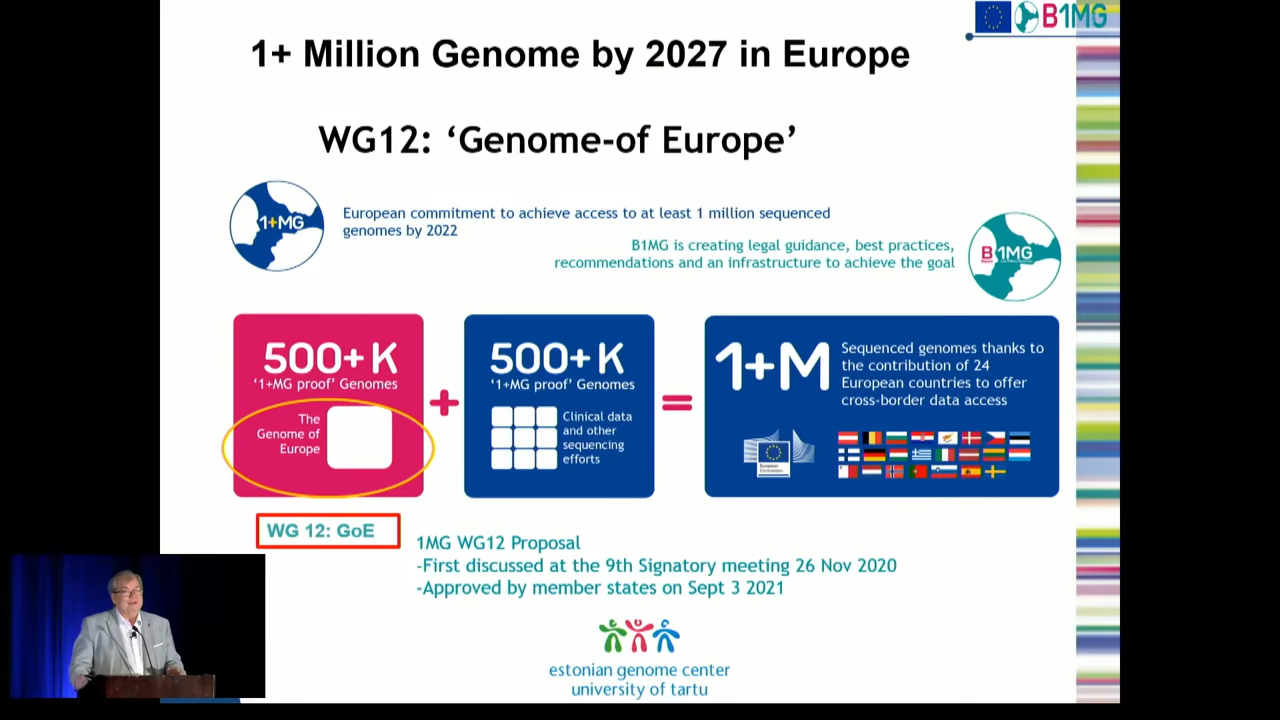 B1MG
1+ Million Genome by 2027 in Europe
WG12: ‘Genome-of Europe’
1+MG
European commitment to achieve access to at least 1 million sequenced
genomes by 2022
B1MG is creating legal guidance, best practices,
recommendations and an infrastructure to achieve the goal
B1MG
500+ K
‘1+MG proof’ Genomes
The
Genome of
Europe
+
500+ K
‘1+MG proof’ Genomes
Clinical data
and other
sequencing
efforts
=
1+M
Sequenced genomes thanks to
the contribution of 24
European countries to offer
cross-border data access
WG 12: GoE
1MG WG12 Proposal
-First discussed at the 9th Signatory meeting 26 Nov 2020
-Approved by member states on Sept 3 2021
estonian genome center
university of tartu